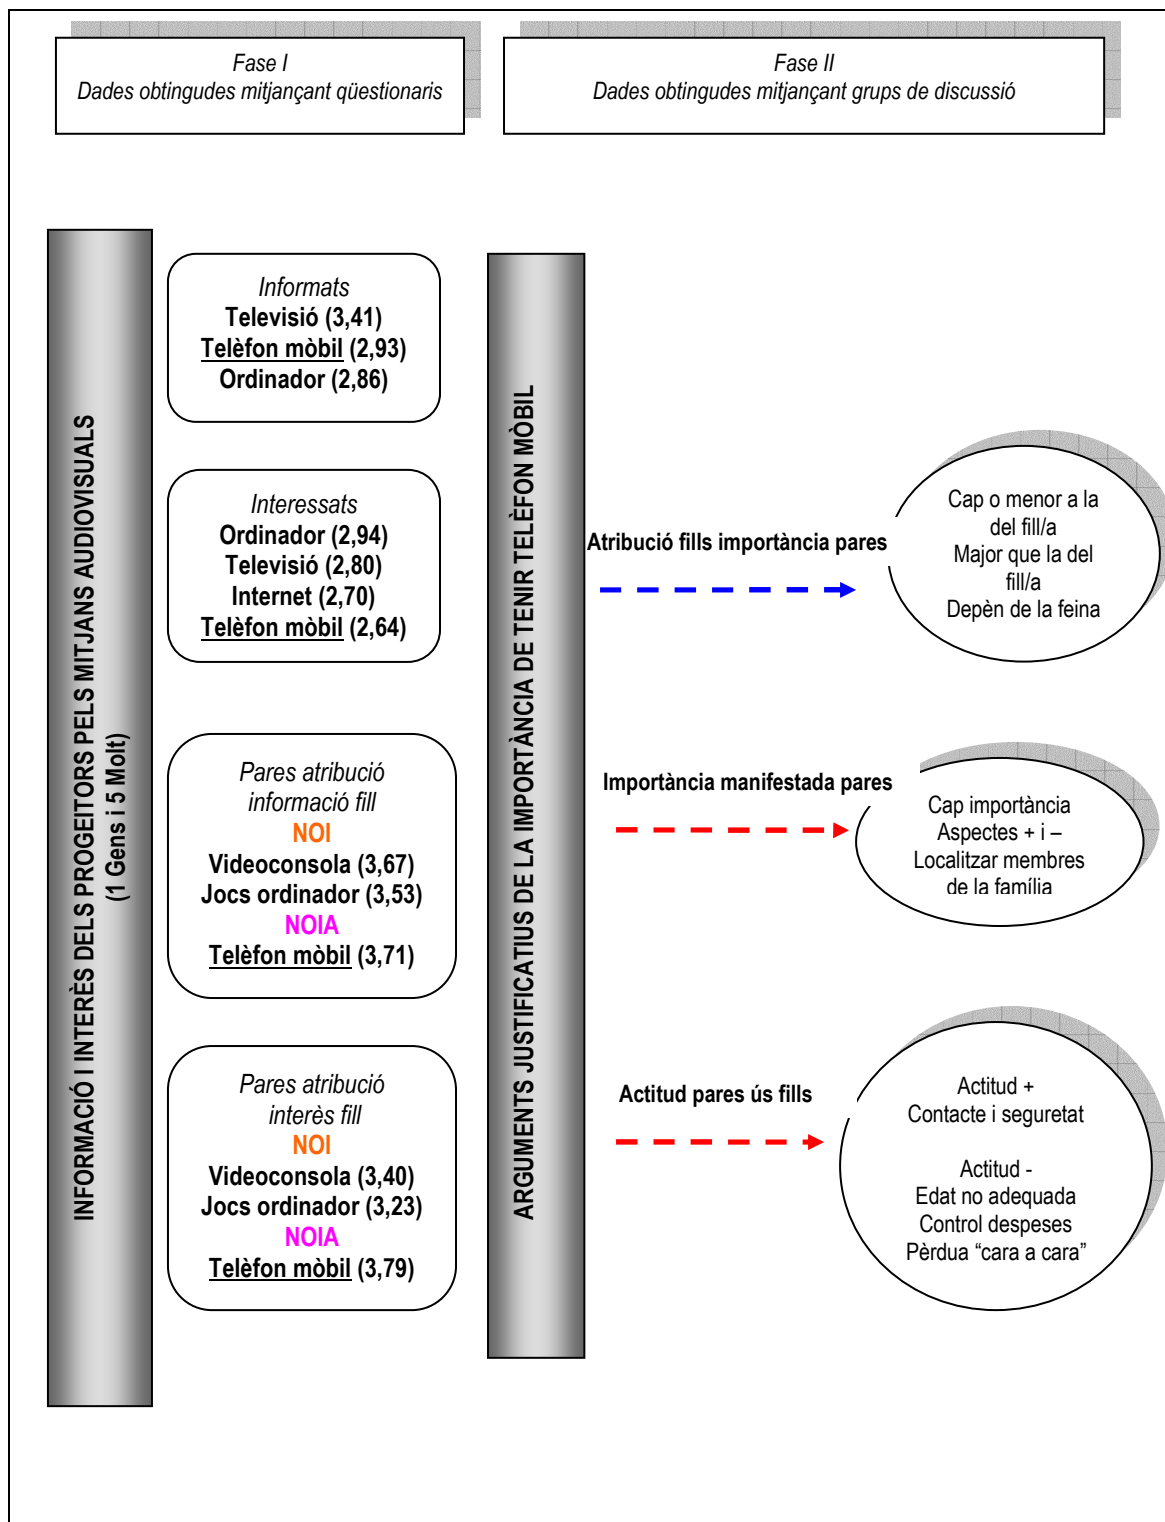 Fase I
Dades obtingudes mitjançant qüestionaris
Fase II
Dades obtingudes mitjançant grups de discussió
INFORMACIÓ I INTERÈS DELS PROGEITORS PELS MITJANS AUDIOVISUALS
(1 Gens i 5 Molt)
Informats
Televisió (3,41)
Telèfon mòbil (2,93)
Ordinador (2,86)
Interessats
Ordinador (2,94)
Televisió (2,80)
Internet (2,70)
Telèfon mòbil (2,64)
Pares atribució
informació fill
NOI
Videoconsola (3,67)
Jocs ordinador (3,53)
NOIA
Telèfon mòbil (3,71)
Pares atribució
interès fill
NOI
Videoconsola (3,40)
Jocs ordinador (3,23)
NOIA
Telèfon mòbil (3,79)
ARGUMENTS JUSTIFICATIUS DE LA IMPORTÀNCIA DE TENIR TELÈFON MÒBIL
Atribució fills importància pares
Cap o menor a la
del fill/a
Major que la del
fill/a
Depèn de la feina
Importància manifestada pares
Cap importància
Aspectes + i –
Localitzar membres
de la família
Actitud pares ús fills
Actitud +
Contacte i seguretat
Actitud -
Edat no adequada
Control despeses
Pèrdua “cara a cara”